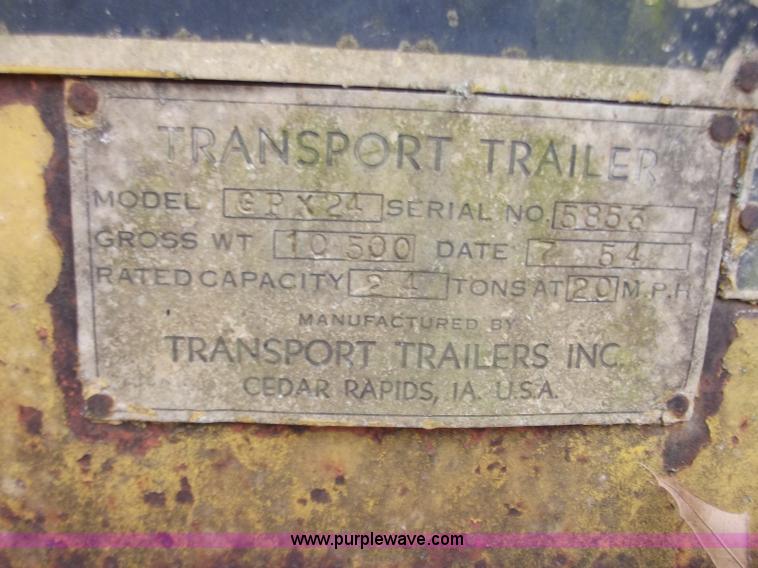 TRANSPORT TRAILER
MODEL GPX24 SERIAL NO. 5853
GROSS WT 10 500 DATE 7 54
RATED CAPACITY 24 TONS AT 20 M.P.H
MANUFACTURED BY
TRANSPORT TRAILERS INC.
CEDAR RAPIDS, IA. U.S.A.
www.purplewave.com